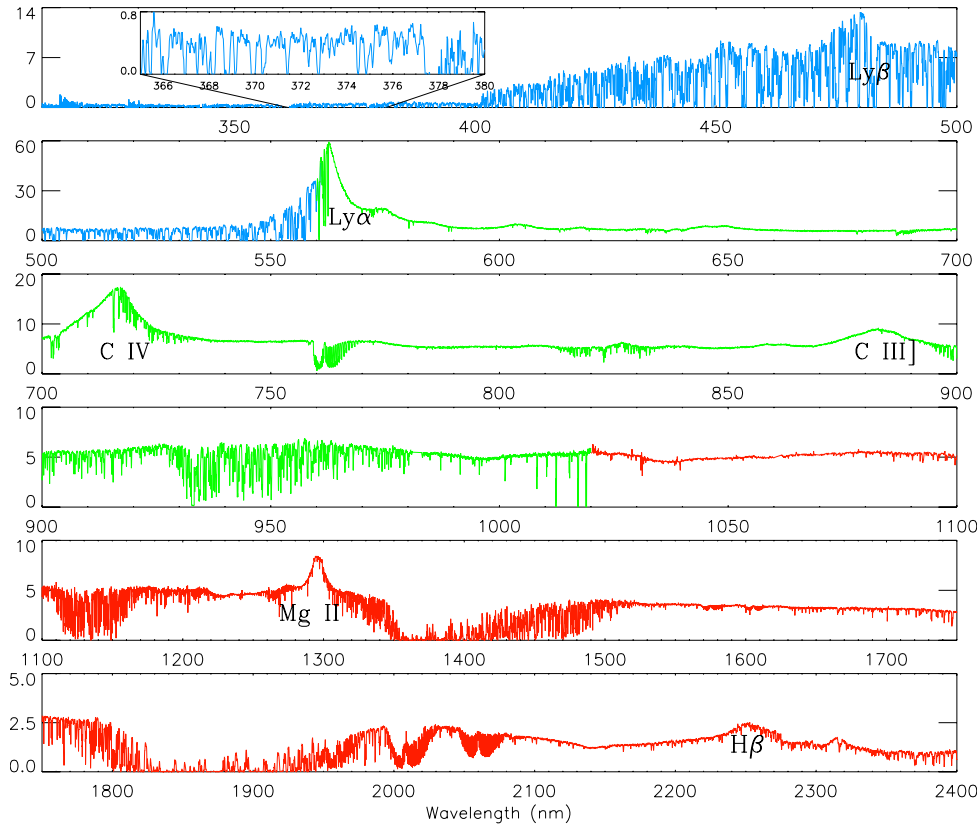 14
7
0
0.8
0.0
366 368 370 372 374 376 378 380
Lyβ
350 400 450 500
60
30
0
Lyα
500 550 600 650 700
20
10
0
C IV
C III]
700 750 800 850 900
10
5
0
900 950 1000 1050 1100
10
5
0
Mg II
1100 1200 1300 1400 1500 1600 1700
5.0
2.5
0.0
Hβ
1800 1900 2000 2100 2200 2300 2400
Wavelength (nm)